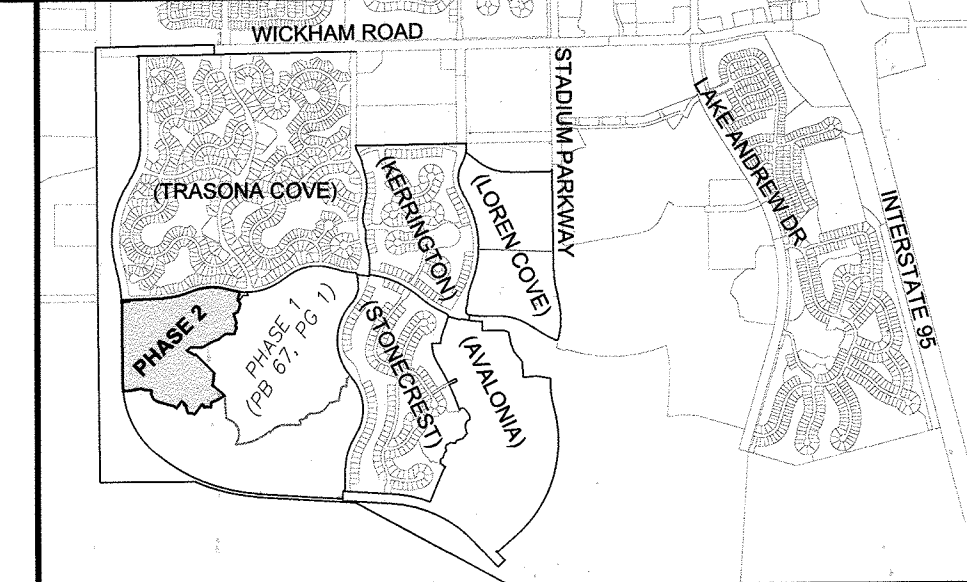 WICKHAM ROAD
STADIUM PARKWAY
LAKE ANDREW DR
INTERSTATE 95
(TRASONA COVE)
(KERRINGTON)
(LOREN COVE)
PHASE 2
PHASE 1
(PB 67, PG 1)
(STONECREST)
(AVALONIA)